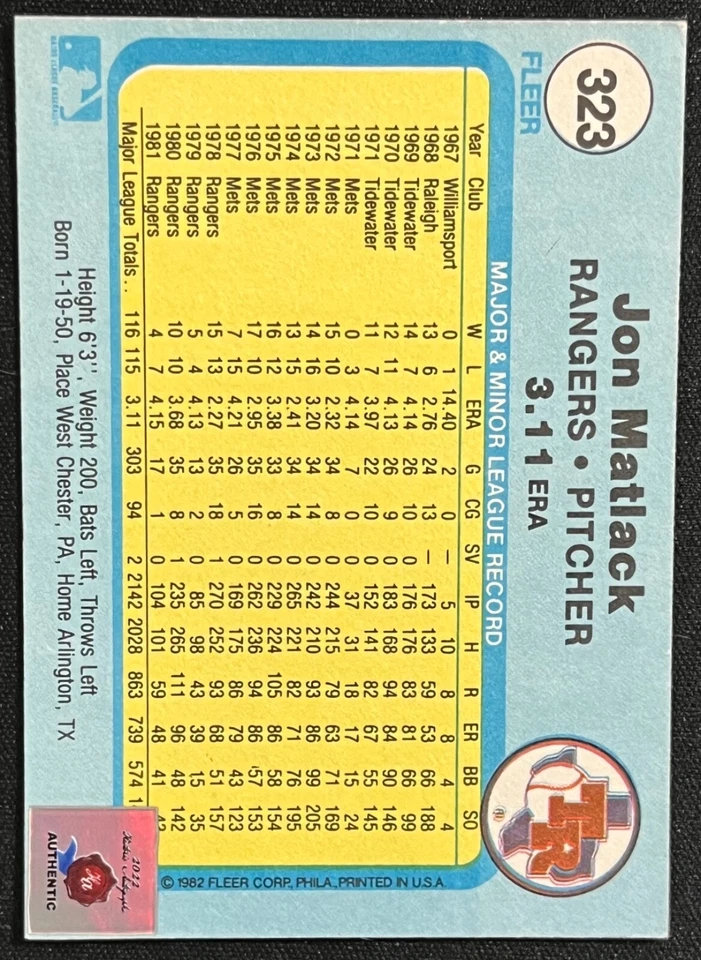 323
FLEER
Jon Matlack
RANGERS • PITCHER
3.11 ERA
TR
®
MAJOR & MINOR LEAGUE RECORD
Year Club W L ERA G CG SV IP H R ER BB SO
1967 Williamsport 0 1 14.40 2 0 — 5 10 8 8 4 4
1968 Raleigh 13 6 2.76 24 13 — 173 133 59 53 66 188
1969 Tidewater 14 7 4.14 26 10 0 176 176 83 81 66 99
1970 Tidewater 12 11 4.13 26 9 0 183 168 94 84 90 146
1971 Tidewater 11 7 3.97 22 10 0 152 141 82 67 55 145
1971 Mets 0 3 4.14 7 0 0 37 31 18 17 15 24
1972 Mets 15 10 2.32 34 8 0 244 215 79 63 71 169
1973 Mets 14 16 3.20 34 14 0 242 210 93 86 99 205
1974 Mets 13 15 2.41 34 14 0 265 221 82 71 76 195
1975 Mets 16 12 3.38 33 8 0 229 224 105 86 58 154
1976 Mets 17 10 2.95 35 16 0 262 236 94 86 57 153
1977 Mets 7 15 4.21 26 5 0 169 175 86 79 43 123
1978 Rangers 15 13 2.27 35 18 1 270 252 93 68 51 157
1979 Rangers 5 4 4.13 13 2 0 85 98 43 39 15 35
1980 Rangers 10 10 3.68 35 8 1 235 265 111 96 48 142
1981 Rangers 4 7 4.15 17 1 0 104 101 59 48 41
Major League Totals .. 116 115 3.11 303 94 2 2142 2028 863 739 574
© 1982 FLEER CORP. PHILA., PRINTED IN U.S.A.
Height 6'3'', Weight 200, Bats Left, Throws Left
Born 1-19-50, Place West Chester, PA, Home Arlington, TX
2022
AUTHENTIC